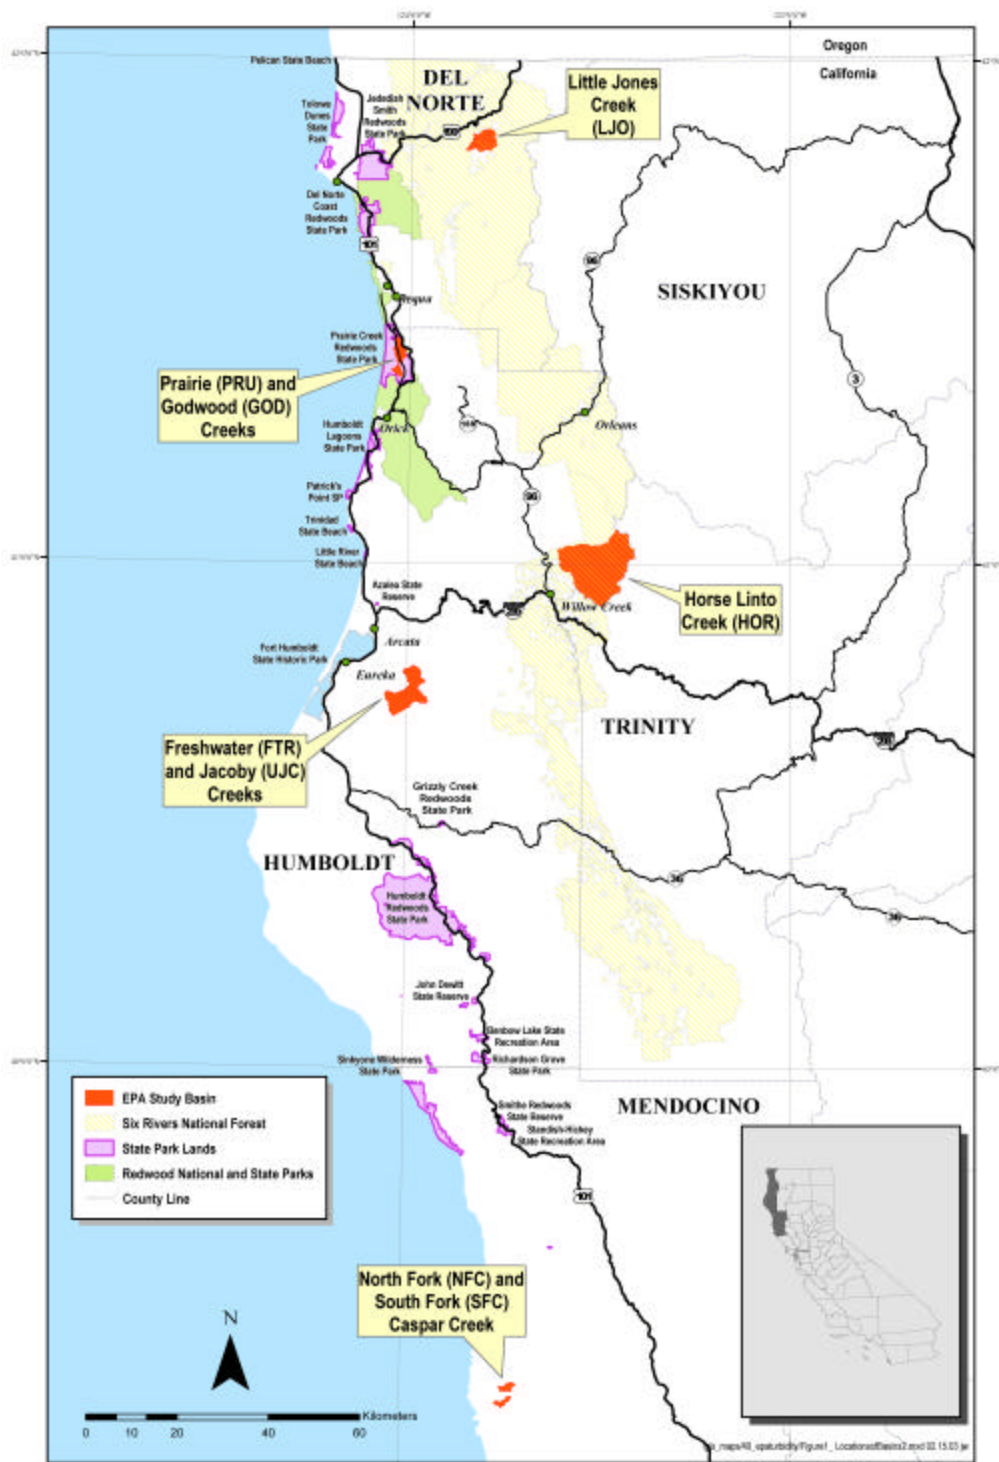 Oregon
California
Pelican State Beach
DEL
NORTE
Little Jones
Creek
(LJO)
Tolowa
Dunes
State
Park
Jedediah
Smith
Redwoods
State Park
199
Del Norte
Coast
Redwoods
State Park
101
96
SISKIYOU
Requa
Prairie Creek
Redwoods
State Park
3
Prairie (PRU) and
Godwood (GOD)
Creeks
Orick
Orleans
Humboldt
Lagoons
State Park
96
Patrick's
Point SP
Trinidad
State Beach
Little River
State Beach
Azalea State
Reserve
Willow Creek
Horse Linto
Creek (HOR)
Arcata
Fort Humboldt
State Historic Park
Eureka
TRINITY
Freshwater (FTR)
and Jacoby (UJC)
Creeks
Grizzly Creek
Redwoods
State Park
HUMBOLDT
36
Humboldt
Redwoods
State Park
36
John Dewitt
State Reserve
Benbow Lake State
Recreation Area
Sinkyone Wilderness
State Park
Richardson Grove
State Park
Smithe Redwoods
State Reserve
Standish-Hickey
State Recreation Area
MENDOCINO
EPA Study Basin
Six Rivers National Forest
State Park Lands
Redwood National and State Parks
County Line
101
North Fork (NFC) and
South Fork (SFC)
Caspar Creek
N
Kilometers
0 10 20 40 60